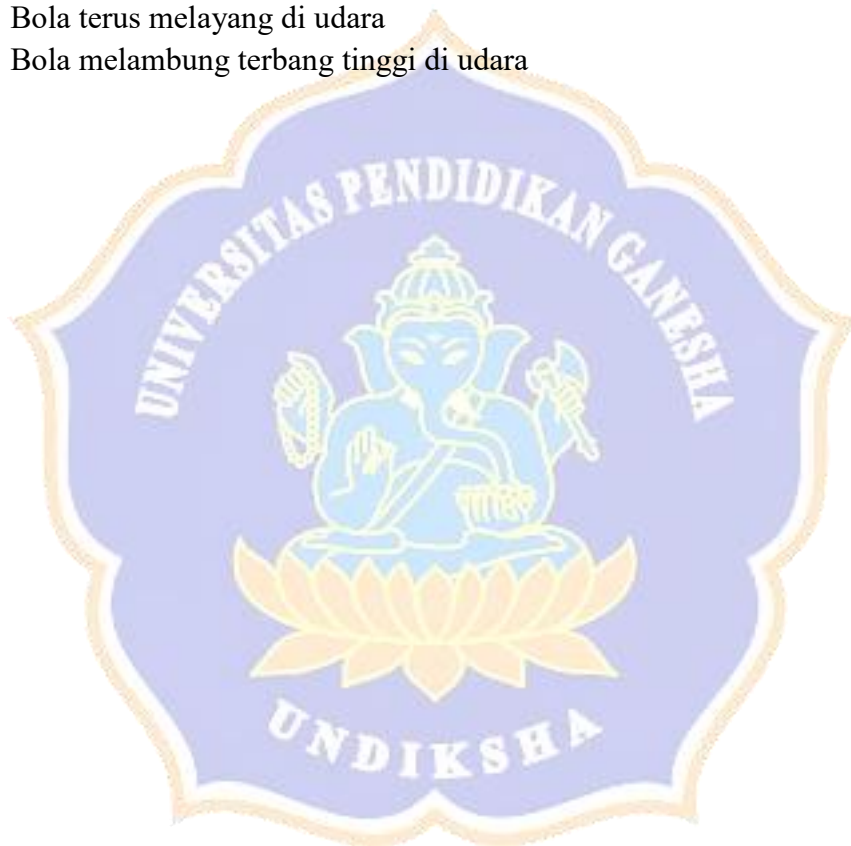 Bola terus melayang di udara
Bola melambung terbang tinggi di udara
UNIVERSITAS PENDIDIKAN GANESHA
UNDIKSHA